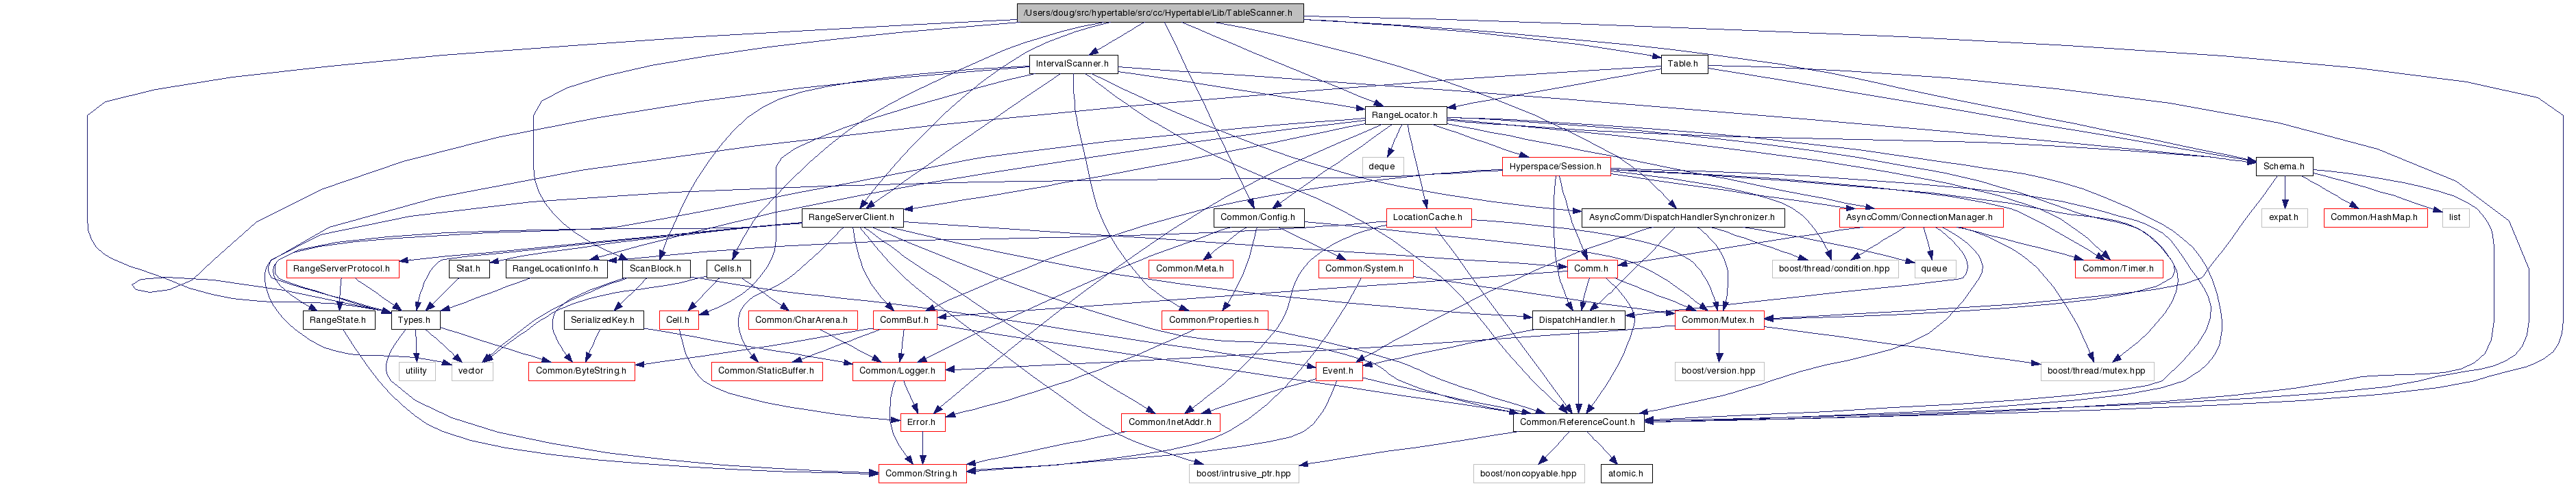 /Users/doug/src/hypertable/src/cc/Hypertable/Lib/TableScanner.h
IntervalScanner.h
Table.h
RangeLocator.h
deque
Hyperspace/Session.h
Schema.h
RangeServerClient.h
Common/Config.h
LocationCache.h
AsyncComm/DispatchHandlerSynchronizer.h
AsyncComm/ConnectionManager.h
expat.h
Common/HashMap.h
list
RangeServerProtocol.h
Stat.h
RangeLocationInfo.h
ScanBlock.h
Cells.h
Common/Meta.h
Common/System.h
Comm.h
boost/thread/condition.hpp
queue
Common/Timer.h
RangeState.h
Types.h
SerializedKey.h
Cell.h
Common/CharArena.h
CommBuf.h
Common/Properties.h
DispatchHandler.h
Common/Mutex.h
utility
vector
Common/ByteString.h
Common/StaticBuffer.h
Common/Logger.h
Event.h
boost/version.hpp
boost/thread/mutex.hpp
Error.h
Common/InetAddr.h
Common/ReferenceCount.h
Common/String.h
boost/intrusive_ptr.hpp
boost/noncopyable.hpp
atomic.h